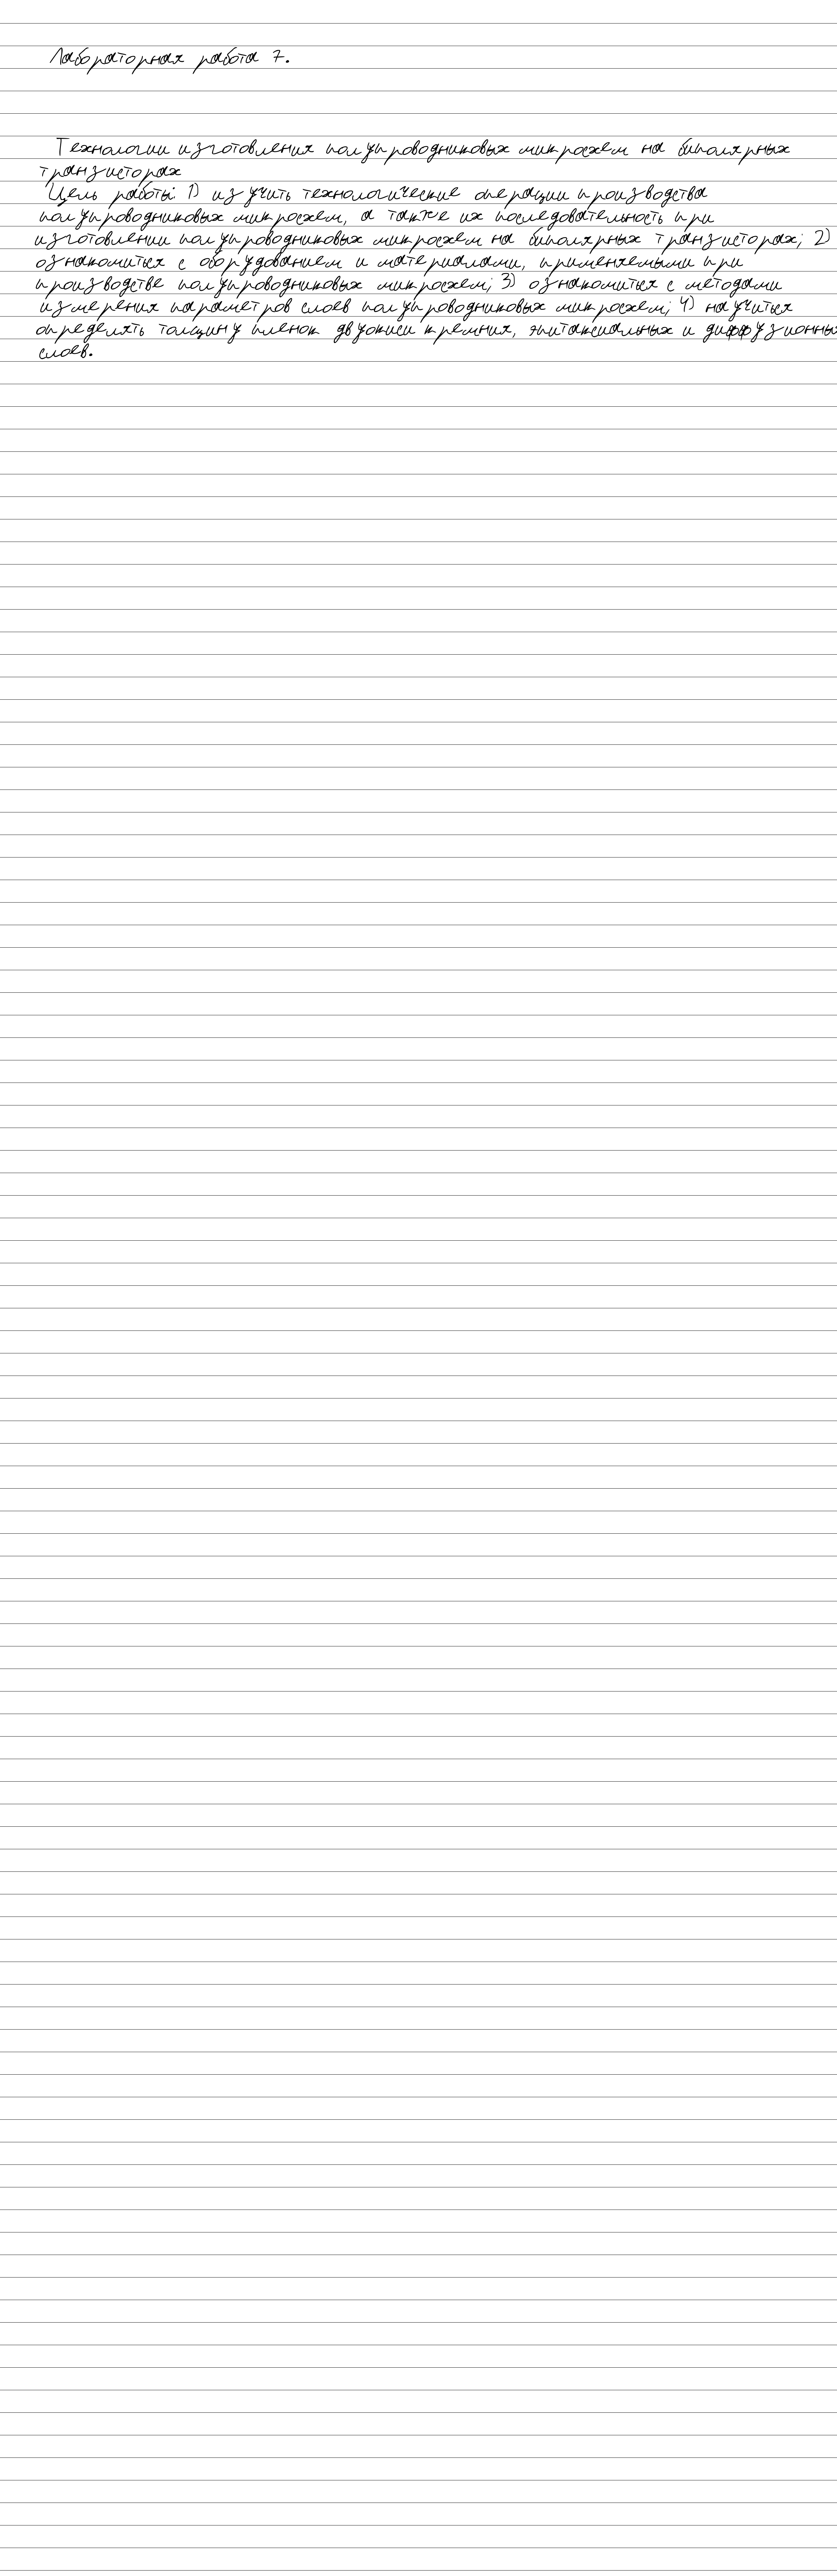 Лабораторная работа 7.
Технологии изготовления полупроводниковых микросхем на биполярных
транзисторах
Цель работы: 1) изучить технологические операции производства
полупроводниковых микросхем, а также их последовательность при
изготовлении полупроводниковых микросхем на биполярных транзисторах; 2)
ознакомиться с оборудованием и материалами, применяемыми при
производстве полупроводниковых микросхем; 3) ознакомиться с методами
измерения параметров слоев полупроводниковых микросхем; 4) научиться
определять толщину пленок двуокиси кремния, эпитаксиальных и диффузионных
слоев.